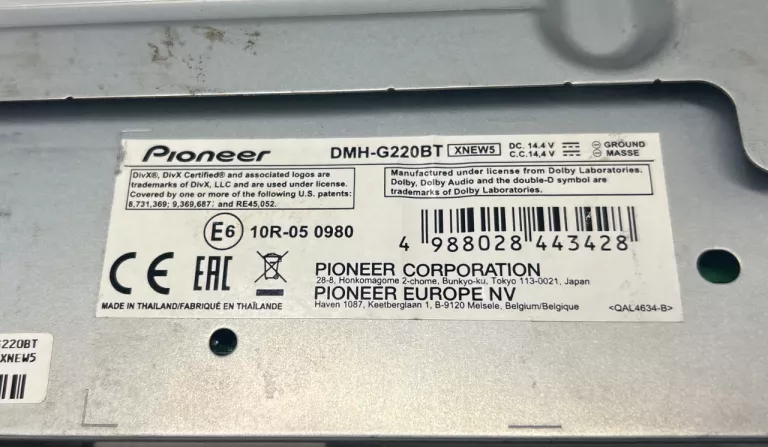 Pioneer
DMH-G220BT XNEW5 DC. 14.4 V GROUND
C.C.14,4 V MASSE
DivX®, DivX Certified® and associated logos are
trademarks of DivX, LLC and are used under license.
Covered by one or more of the following U.S. patents:
8,731,369; 9,369,687; and RE45,052.
Manufactured under license from Dolby Laboratories.
Dolby, Dolby Audio and the double-D symbol are
trademarks of Dolby Laboratories.
E6 10R-05 0980
4 988028 443428
CE EAC
PIONEER CORPORATION
28-8, Honkomagome 2-chome, Bunkyo-ku, Tokyo 113-0021, Japan
PIONEER EUROPE NV
Haven 1087, Keetberglaan 1, B-9120 Melsele, Belgium/Belgique
MADE IN THAILAND/FABRIQUÉ EN THAÏLANDE
<QAL4634-B>
G220BT
XNEW5